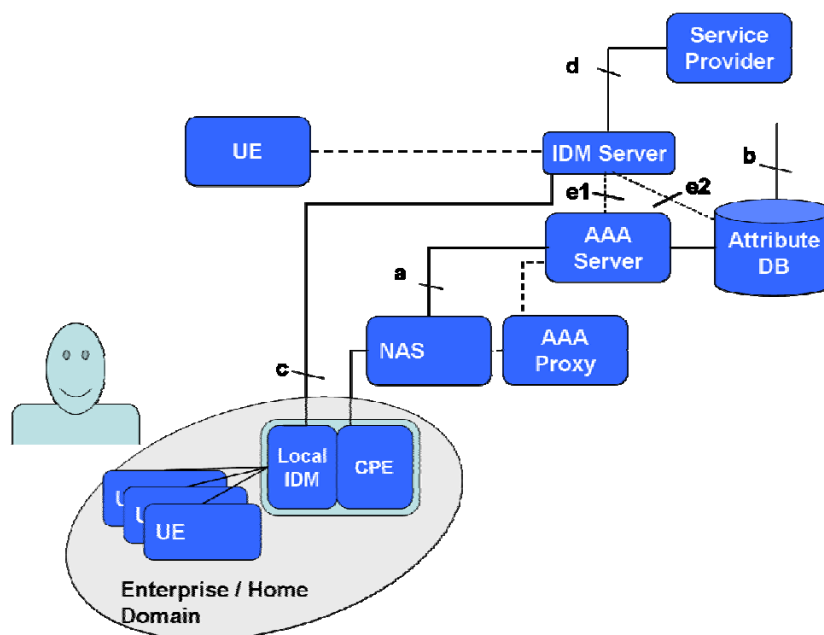 Service
Provider
d
UE
IDM Server
b
e1
e2
AAA
Server
Attribute
DB
a
NAS
AAA
Proxy
c
Local
IDM
CPE
U
U
UE
Enterprise / Home
Domain